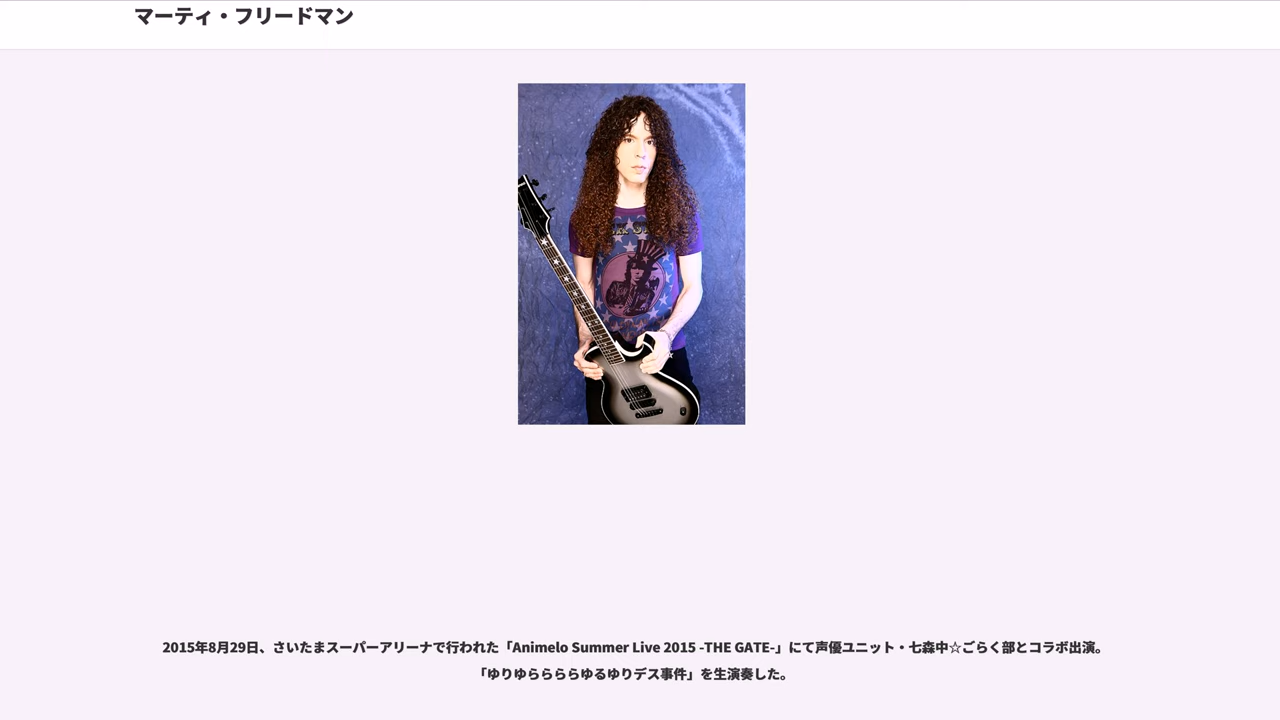 マーティ・フリードマン
2015年8月29日、さいたまスーパーアリーナで行われた「Animelo Summer Live 2015 -THE GATE-」にて声優ユニット・七森中☆ごらく部とコラボ出演。
「ゆりゆららららゆるゆりデス事件」を生演奏した。